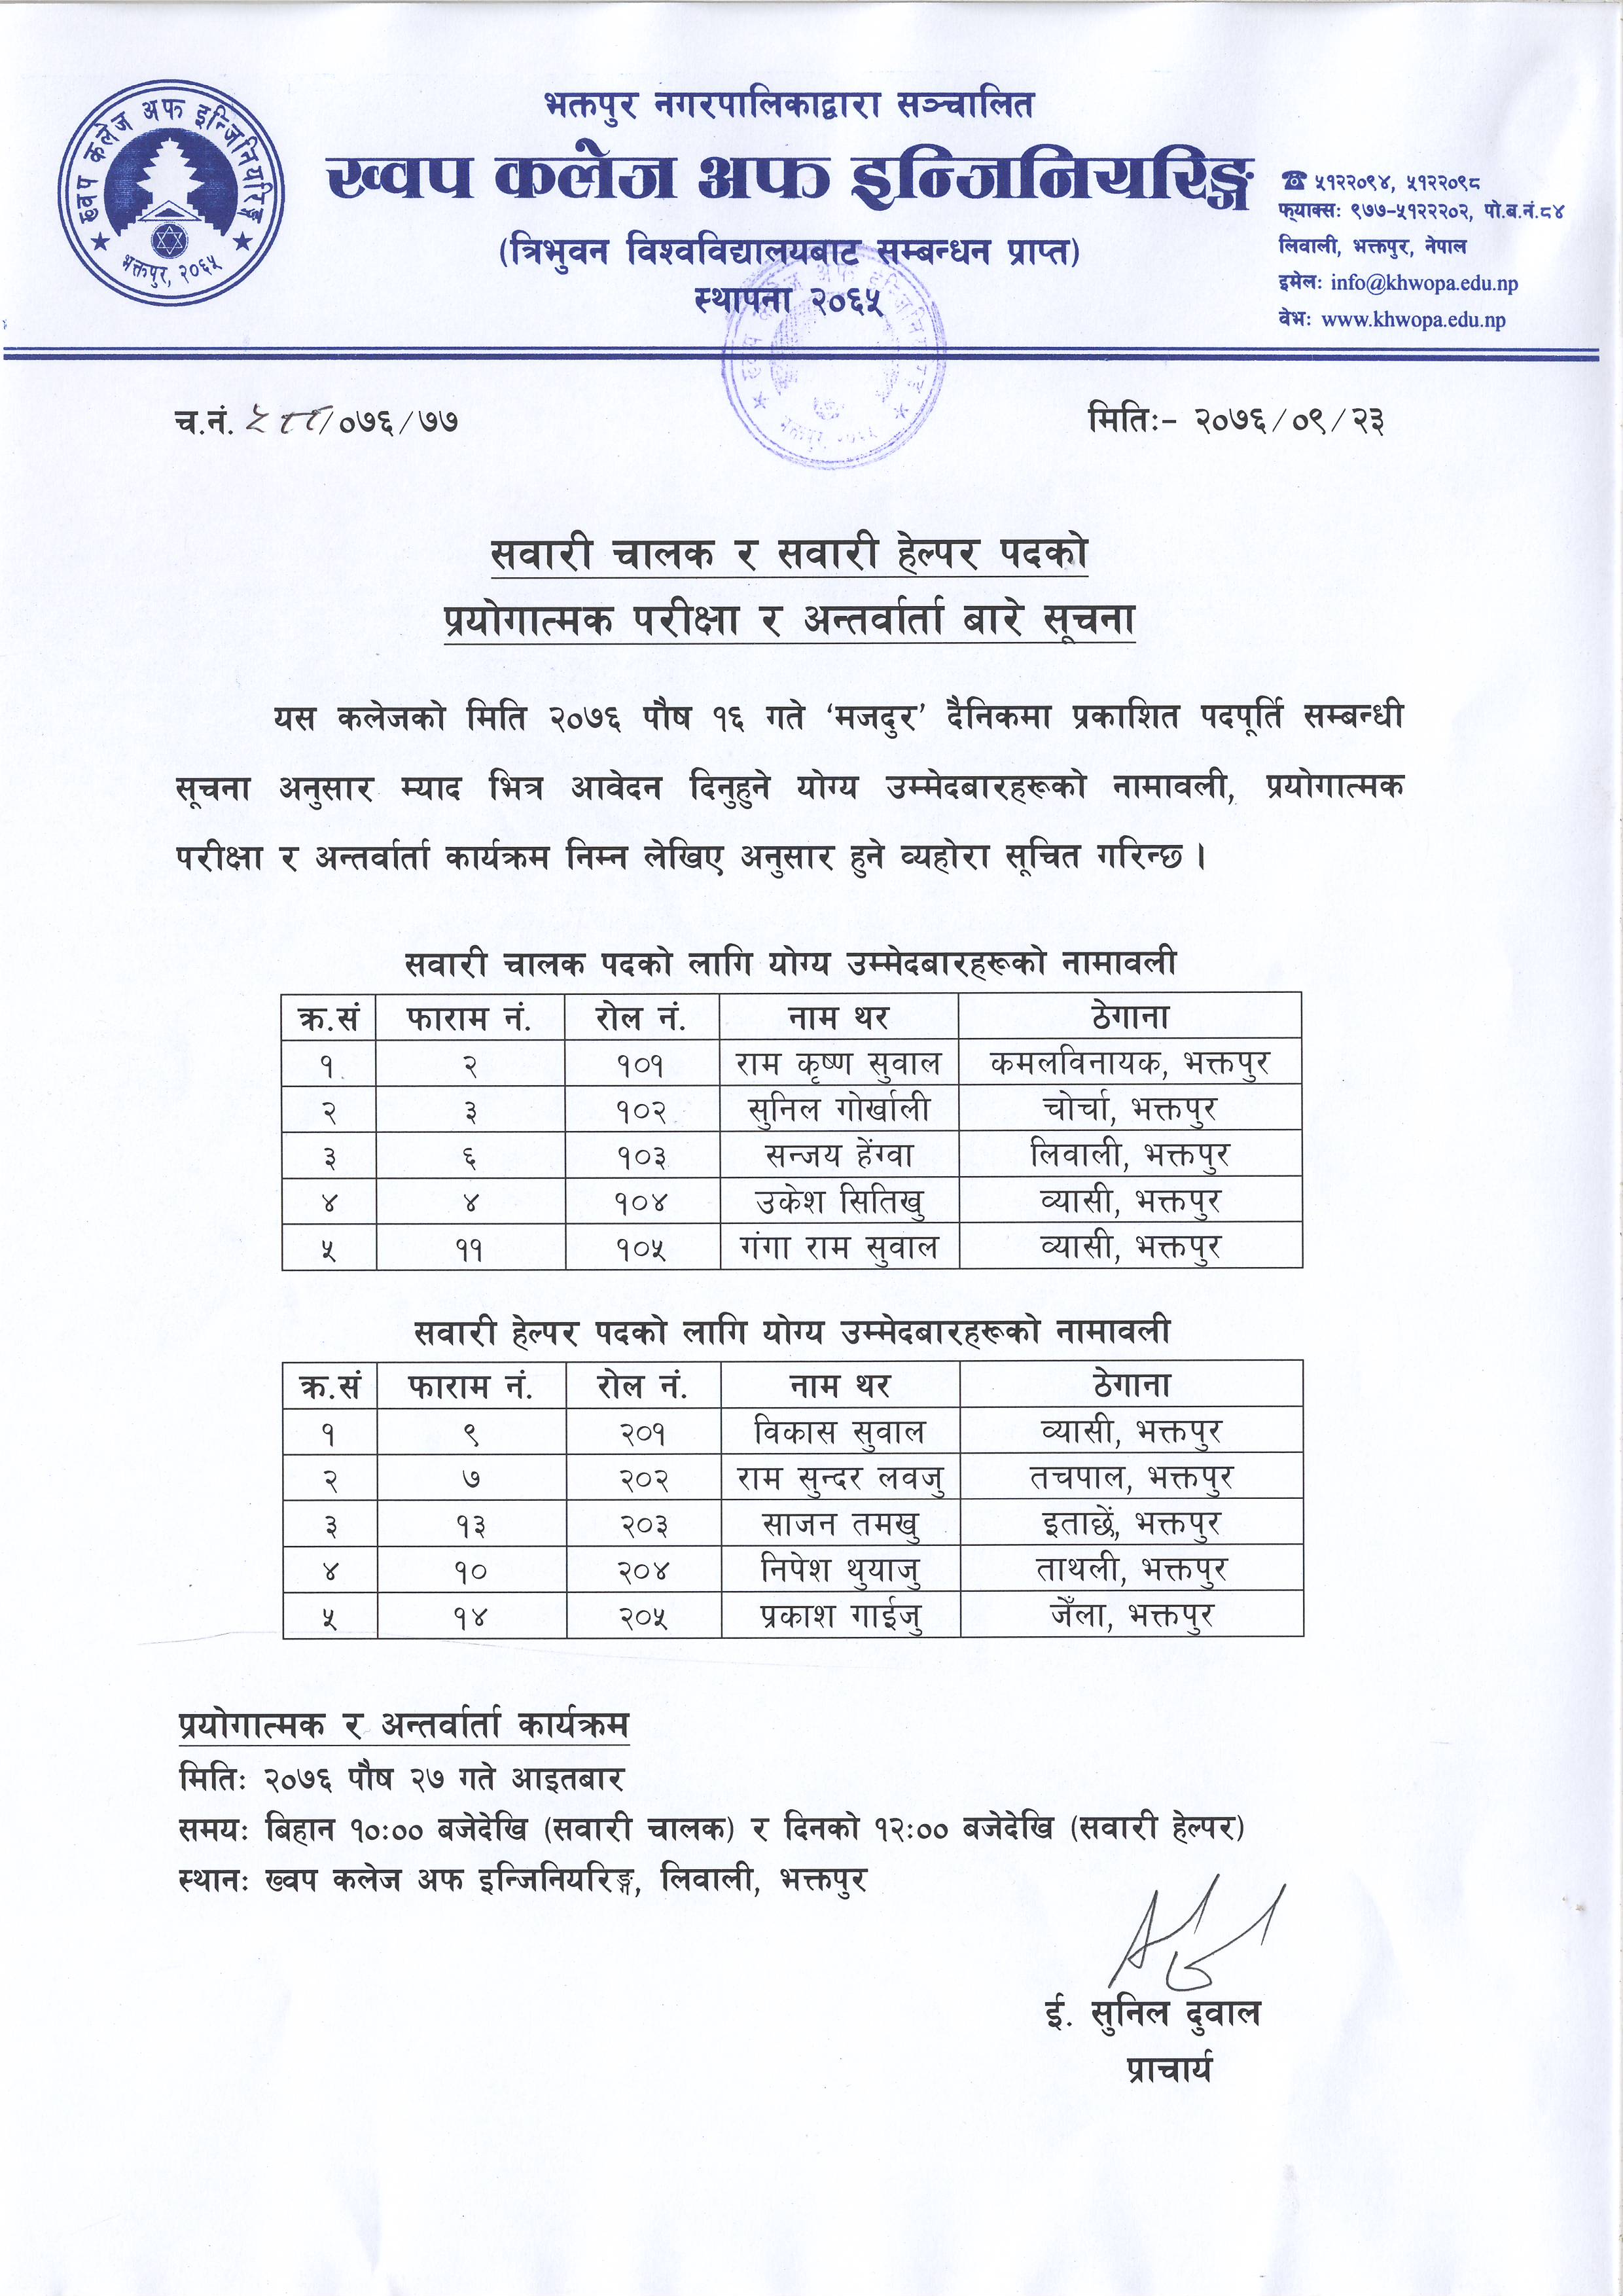 ख्वप कलेज अफ इन्जिनियरिङ्ग
भक्तपुर, २०६५
भक्तपुर नगरपालिकाद्वारा सञ्चालित
ख्वप कलेज अफ इन्जिनियरिङ्ग
(त्रिभुवन विश्वविद्यालयबाट सम्बन्धन प्राप्त)
स्थापना २०६५
☎ ५१२२०९४, ५१२२०९८
फ्याक्सः ९७७-५१२२२०२, पो.ब.नं.८४
लिवाली, भक्तपुर, नेपाल
इमेलः info@khwopa.edu.np
वेभः www.khwopa.edu.np
च.नं. /०७६/७७
मितिः- २०७६/०९/२३
सवारी चालक र सवारी हेल्पर पदको
प्रयोगात्मक परीक्षा र अन्तर्वार्ता बारे सूचना
यस कलेजको मिति २०७६ पौष १६ गते ‘मजदुर’ दैनिकमा प्रकाशित पदपूर्ति सम्बन्धी
सूचना अनुसार म्याद भित्र आवेदन दिनुहुने योग्य उम्मेदबारहरूको नामावली, प्रयोगात्मक
परीक्षा र अन्तर्वार्ता कार्यक्रम निम्न लेखिए अनुसार हुने व्यहोरा सूचित गरिन्छ ।
सवारी चालक पदको लागि योग्य उम्मेदबारहरूको नामावली
क्र.सं फाराम नं. रोल नं. नाम थर ठेगाना
१ २ १०१ राम कृष्ण सुवाल कमलविनायक, भक्तपुर
२ ३ १०२ सुनिल गोर्खाली चोर्चा, भक्तपुर
३ ६ १०३ सन्जय हेंग्वा लिवाली, भक्तपुर
४ ४ १०४ उकेश सितिखु व्यासी, भक्तपुर
५ ११ १०५ गंगा राम सुवाल व्यासी, भक्तपुर
सवारी हेल्पर पदको लागि योग्य उम्मेदबारहरूको नामावली
क्र.सं फाराम नं. रोल नं. नाम थर ठेगाना
१ ९ २०१ विकास सुवाल व्यासी, भक्तपुर
२ ७ २०२ राम सुन्दर लवजु तचपाल, भक्तपुर
३ १३ २०३ साजन तमखु इताछें, भक्तपुर
४ १० २०४ निपेश थुयाजु ताथली, भक्तपुर
५ १४ २०५ प्रकाश गाईजु जेंला, भक्तपुर
प्रयोगात्मक र अन्तर्वार्ता कार्यक्रम
मितिः २०७६ पौष २७ गते आइतबार
समयः बिहान १०:०० बजेदेखि (सवारी चालक) र दिनको १२:०० बजेदेखि (सवारी हेल्पर)
स्थानः ख्वप कलेज अफ इन्जिनियरिङ्ग, लिवाली, भक्तपुर
ई. सुनिल दुवाल
प्राचार्य